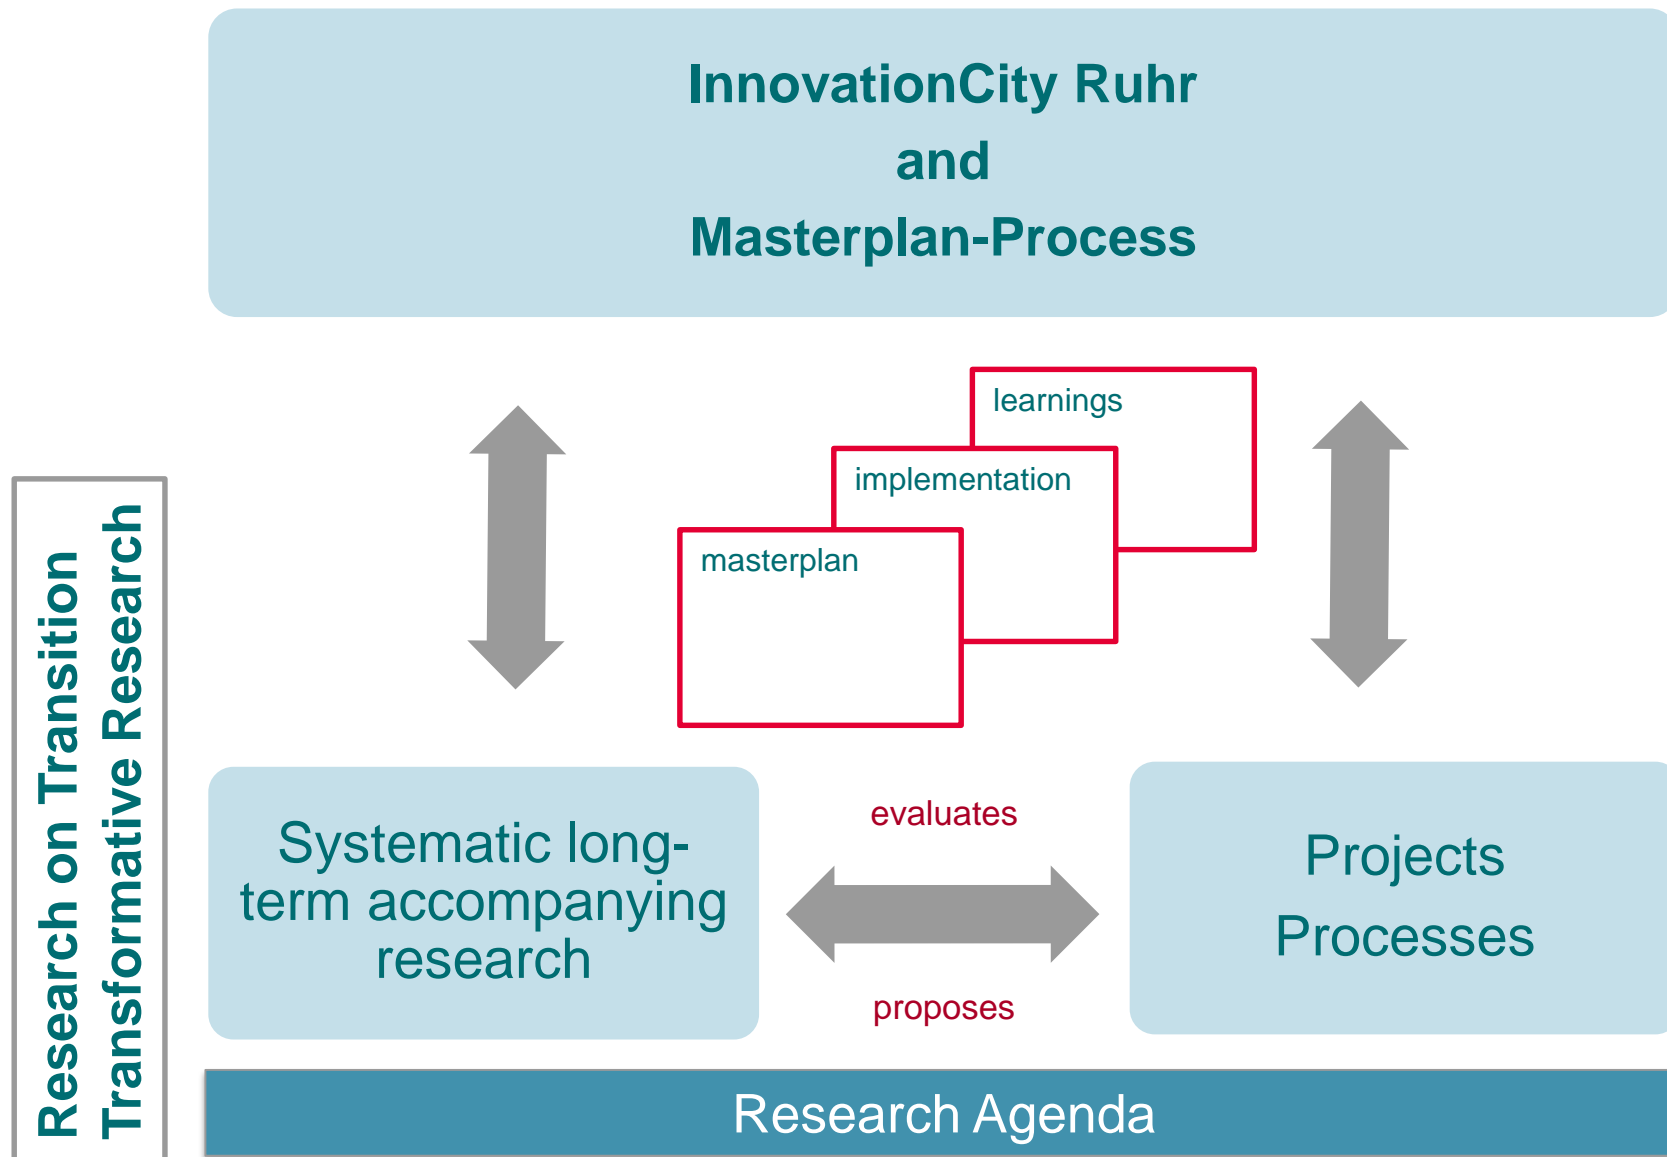 InnovationCity Ruhr
and
Masterplan-Process
learnings
implementation
masterplan
Research on Transition
Transformative Research
Systematic long-
term accompanying
research
evaluates
proposes
Projects
Processes
Research Agenda